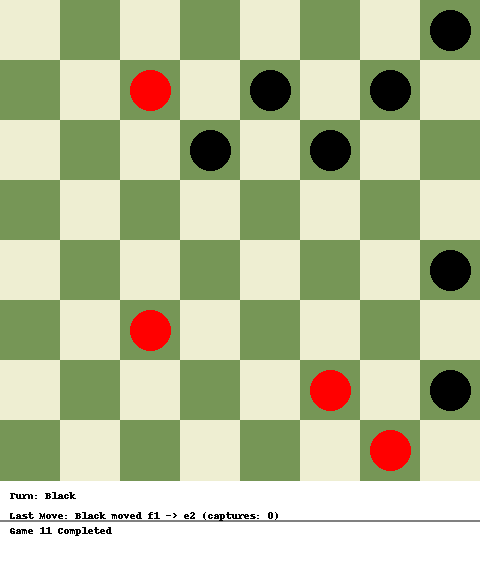 Turn: Black
Last Move: Black moved f1 -> e2 (captures: 0)
Game 11 Completed